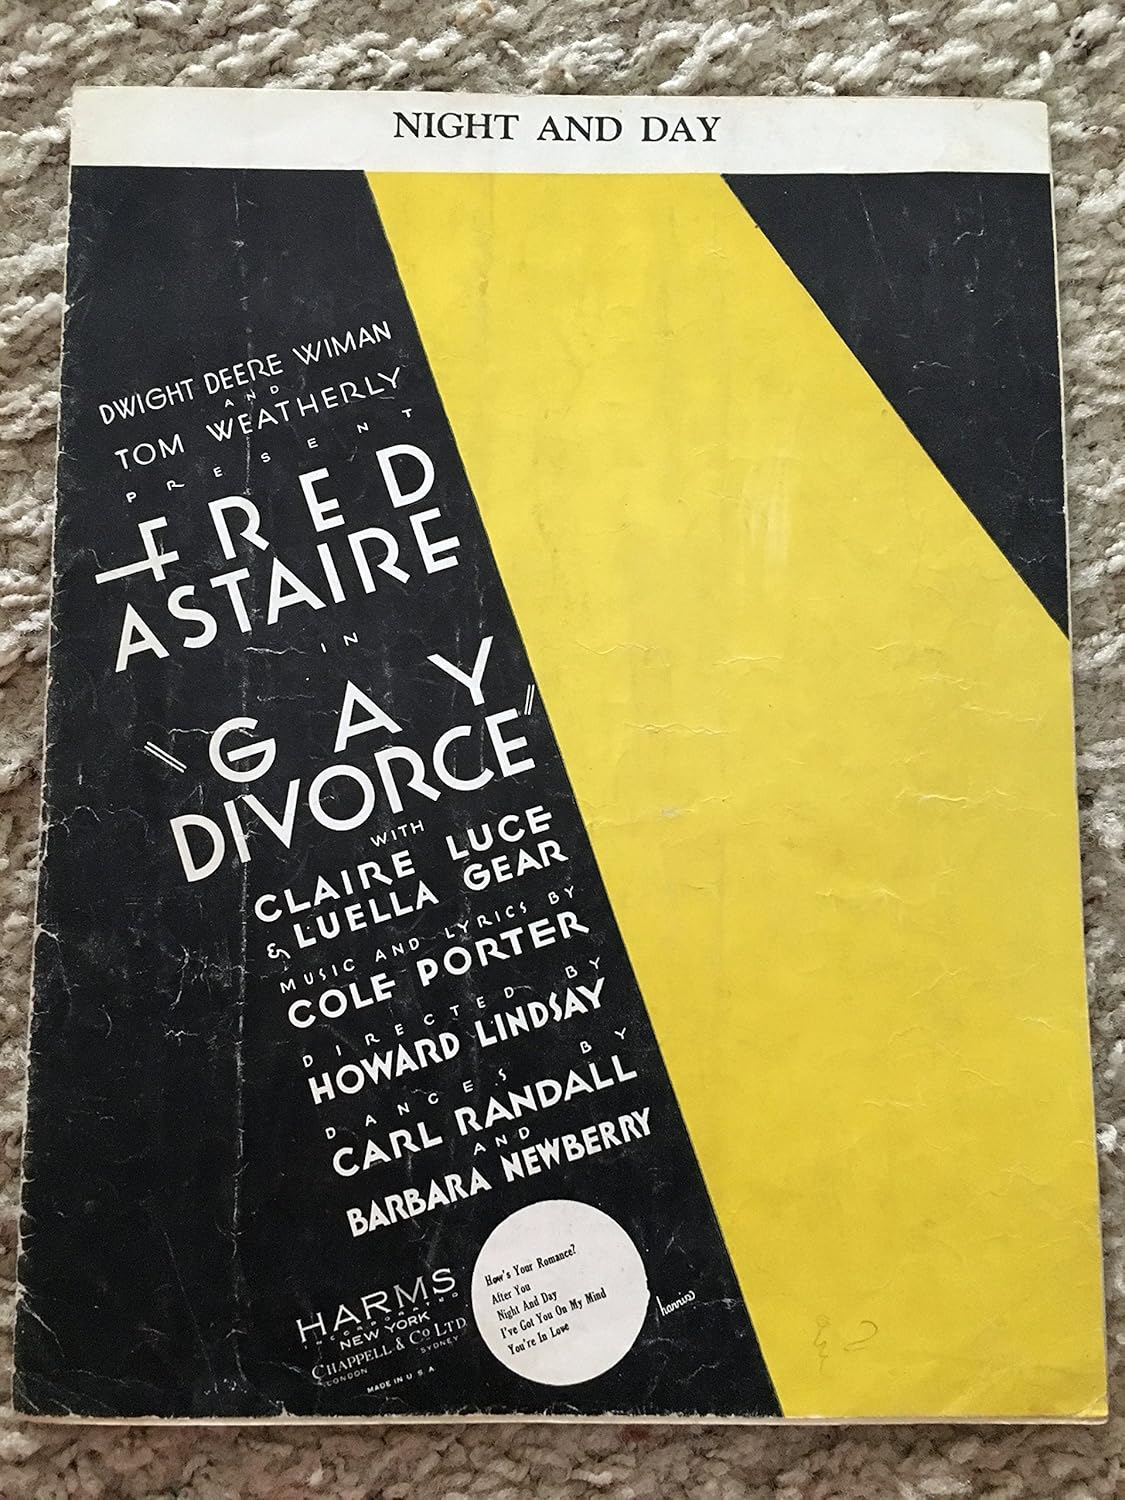 NIGHT AND DAY
DWIGHT DEERE WIMAN
AND
TOM WEATHERLY
PRESENT
FRED
ASTAIRE
IN
"GAY
DIVORCE"
WITH
CLAIRE LUCE
& LUELLA GEAR
MUSIC AND LYRICS BY
COLE PORTER
DIRECTED BY
HOWARD LINDSAY
DANCES BY
CARL RANDALL
AND
BARBARA NEWBERRY
HARMS
INCORPORATED
NEW YORK
CHAPPELL & CO LTD
LONDON SYDNEY
MADE IN U S A
How's Your Romance?
After You
Night And Day
I've Got You On My Mind
You're In Love
harris